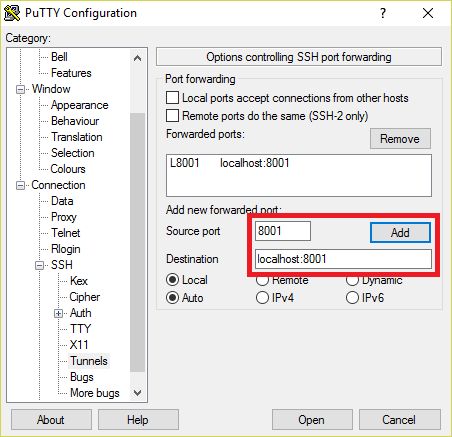 PuTTY Configuration
?
Category:
Bell
Features
Window
Appearance
Behaviour
Translation
Selection
Colours
Connection
Data
Proxy
Telnet
Rlogin
SSH
Kex
Cipher
Auth
TTY
X11
Tunnels
Bugs
More bugs
Options controlling SSH port forwarding
Port forwarding
Local ports accept connections from other hosts
Remote ports do the same (SSH-2 only)
Forwarded ports: Remove
L8001 localhost:8001
Add new forwarded port:
Source port 8001 Add
Destination localhost:8001
Local Remote Dynamic
Auto IPv4 IPv6
About Help Open Cancel